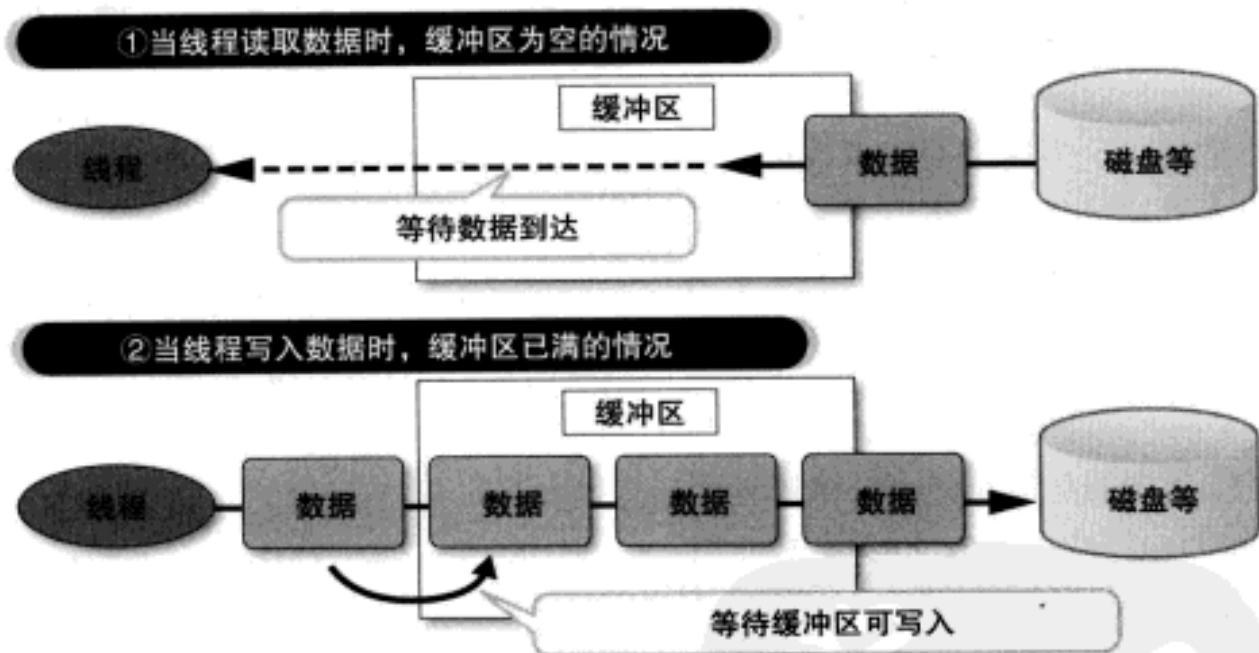 ①当线程读取数据时，缓冲区为空的情况
缓冲区
线程
数据
磁盘等
等待数据到达
②当线程写入数据时，缓冲区已满的情况
缓冲区
线程
数据
数据
数据
数据
磁盘等
等待缓冲区可写入